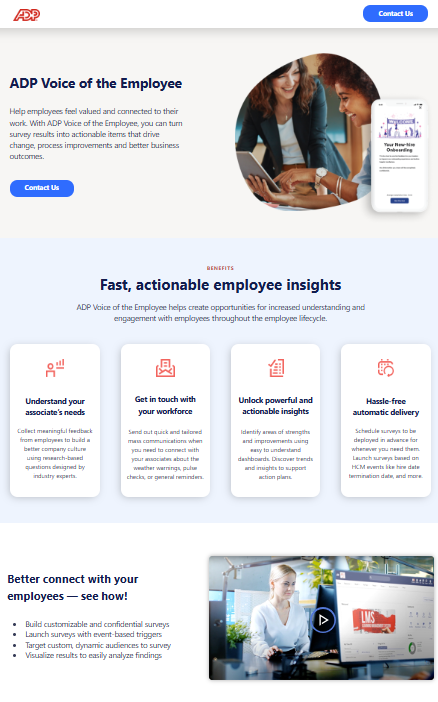 ADP
Contact Us
ADP Voice of the Employee
Help employees feel valued and connected to their
work. With ADP Voice of the Employee, you can turn
survey results into actionable items that drive
change, process improvements and better business
outcomes.
Contact Us
Your New-hire
Onboarding
BENEFITS
Fast, actionable employee insights
ADP Voice of the Employee helps create opportunities for increased understanding and
engagement with employees throughout the employee lifecycle.
Understand your
associate's needs
Collect meaningful feedback
from employees to build a
better company culture
using research-based
questions designed by
industry experts.
Get in touch with
your workforce
Send out quick and tailored
mass communications when
you need to connect with
your associates about the
weather warnings, pulse
checks, or general reminders.
Unlock powerful and
actionable insights
Identify areas of strengths
and improvements using
easy to understand
dashboards. Discover trends
and insights to support
action plans.
Hassle-free
automatic delivery
Schedule surveys to be
deployed in advance for
whenever you need them.
Launch surveys based on
HCM events like hire date
termination date, and more.
Better connect with your
employees — see how!
• Build customizable and confidential surveys
• Launch surveys with event-based triggers
• Target custom, dynamic audiences to survey
• Visualize results to easily analyze findings
LMS